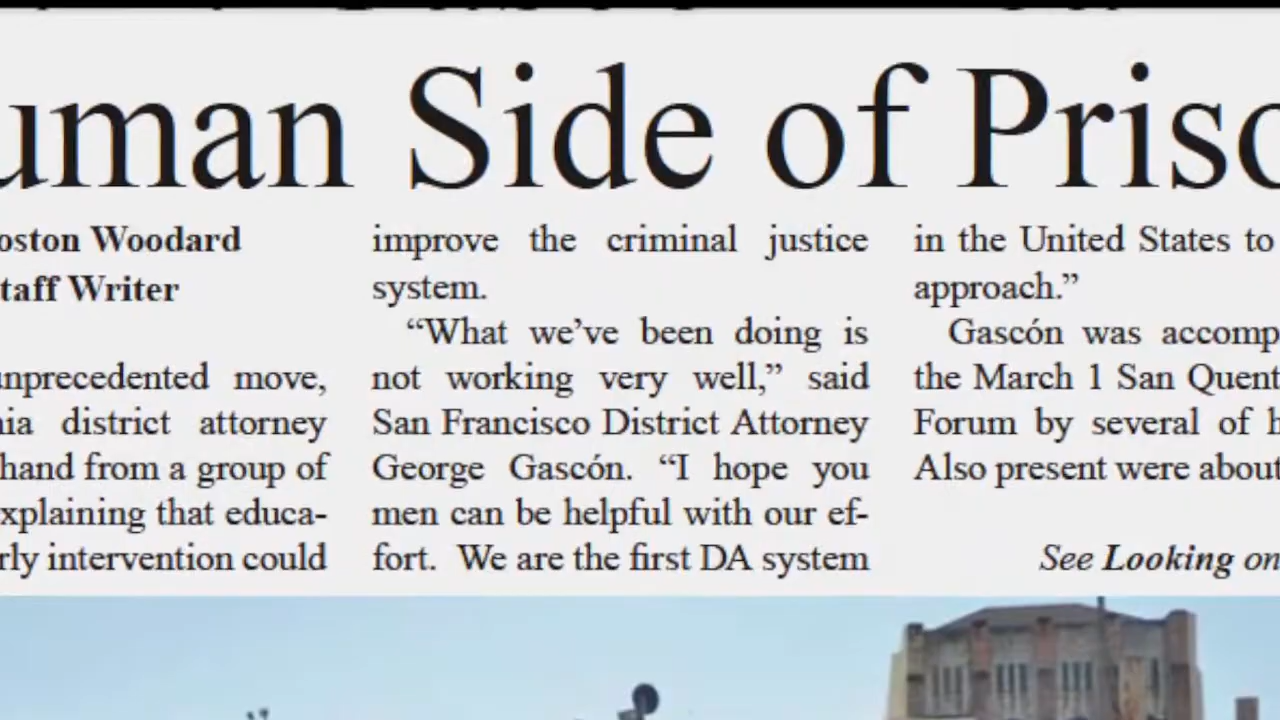 uman Side of Priso
oston Woodard
taff Writer
unprecedented move,
nia district attorney
hand from a group of
xplaining that educa-
rly intervention could
improve the criminal justice
system.
“What we’ve been doing is
not working very well,” said
San Francisco District Attorney
George Gascón. “I hope you
men can be helpful with our ef-
fort. We are the first DA system
in the United States to
approach.”
Gascón was accomp
the March 1 San Quent
Forum by several of h
Also present were about
See Looking on